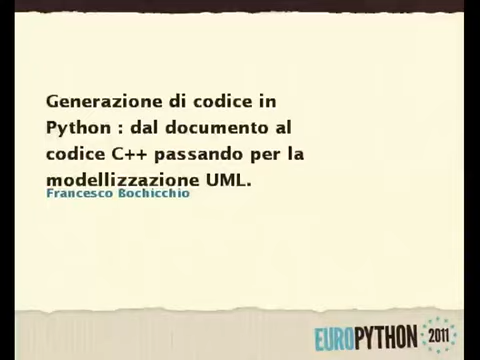 Generazione di codice in
Python : dal documento al
codice C++ passando per la
modellizzazione UML.
Francesco Bochicchio
EUROPYTHON 2011